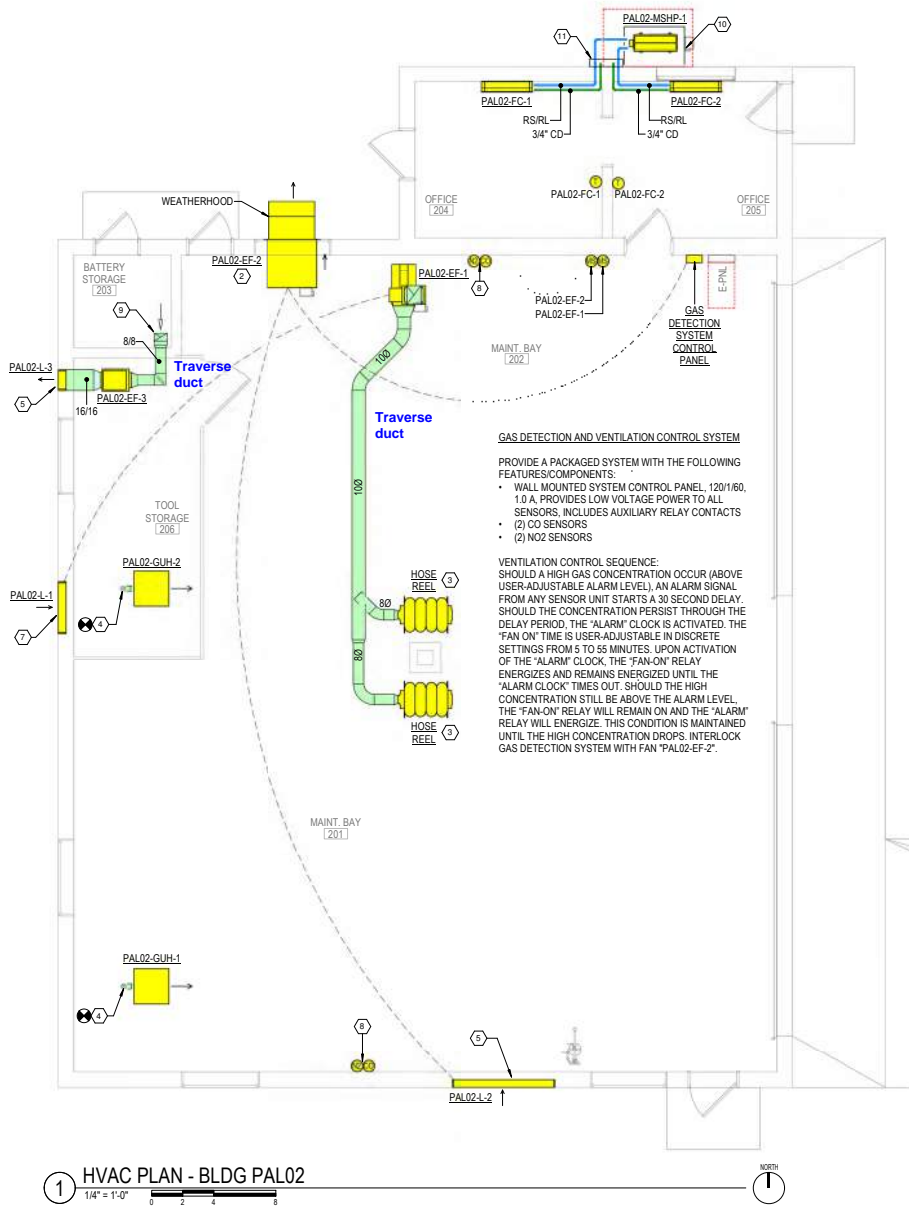 PAL02-MSHP-1
10
11
PAL02-FC-1
PAL02-FC-2
RS/RL
3/4" CD
RS/RL
3/4" CD
PAL02-FC-1
PAL02-FC-2
OFFICE
204
OFFICE
205
WEATHERHOOD
PAL02-EF-2
2
BATTERY
STORAGE
203
9
8/8
PAL02-EF-1
8
PAL02-EF-2
PAL02-EF-1
GAS
DETECTION
SYSTEM
CONTROL
PANEL
E-PNL
MAINT. BAY
202
PAL02-L-3
5
16/16
PAL02-EF-3
Traverse
duct
10Ø
Traverse
duct
10Ø
GAS DETECTION AND VENTILATION CONTROL SYSTEM
PROVIDE A PACKAGED SYSTEM WITH THE FOLLOWING
FEATURES/COMPONENTS:
• WALL MOUNTED SYSTEM CONTROL PANEL, 120/1/60,
1.0 A, PROVIDES LOW VOLTAGE POWER TO ALL
SENSORS, INCLUDES AUXILIARY RELAY CONTACTS
• (2) CO SENSORS
• (2) NO2 SENSORS
VENTILATION CONTROL SEQUENCE:
SHOULD A HIGH GAS CONCENTRATION OCCUR (ABOVE
USER-ADJUSTABLE ALARM LEVEL), AN ALARM SIGNAL
FROM ANY SENSOR UNIT STARTS A 30 SECOND DELAY.
SHOULD THE CONCENTRATION PERSIST THROUGH THE
DELAY PERIOD, THE "ALARM" CLOCK IS ACTIVATED. THE
"FAN ON" TIME IS USER-ADJUSTABLE IN DISCRETE
SETTINGS FROM 5 TO 55 MINUTES. UPON ACTIVATION
OF THE "ALARM" CLOCK, THE "FAN-ON" RELAY
ENERGIZES AND REMAINS ENERGIZED UNTIL THE
"ALARM CLOCK" TIMES OUT. SHOULD THE HIGH
CONCENTRATION STILL BE ABOVE THE ALARM LEVEL,
THE "FAN-ON" RELAY WILL REMAIN ON AND THE "ALARM"
RELAY WILL ENERGIZE. THIS CONDITION IS MAINTAINED
UNTIL THE HIGH CONCENTRATION DROPS. INTERLOCK
GAS DETECTION SYSTEM WITH FAN "PAL02-EF-2".
TOOL
STORAGE
206
PAL02-GUH-2
4
PAL02-L-1
7
HOSE
REEL
3
8Ø
8Ø
HOSE
REEL
3
MAINT. BAY
201
PAL02-GUH-1
4
8
5
PAL02-L-2
1
HVAC PLAN - BLDG PAL02
1/4" = 1'-0"
0 2 4 8
NORTH